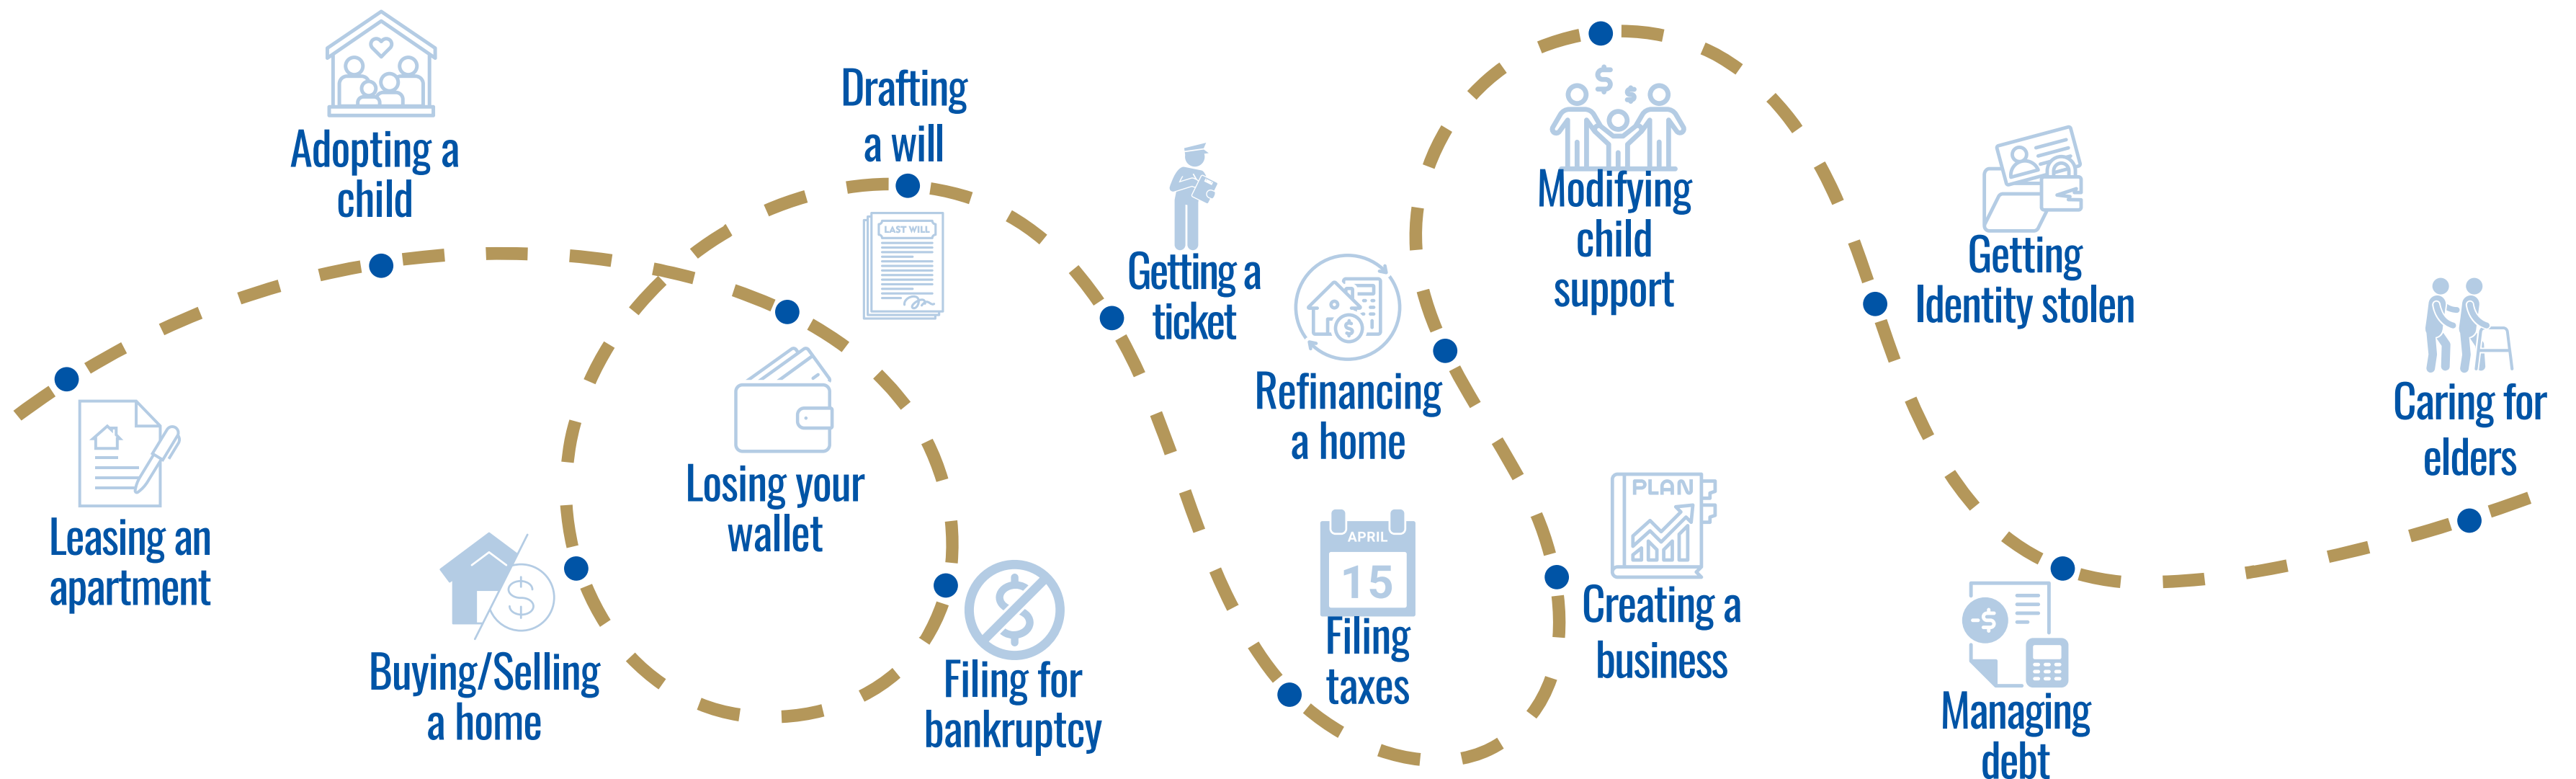 Leasing an
apartment
Adopting a
child
Losing your
wallet
Filing for
bankruptcy
Buying/Selling
a home
Drafting
a will
LAST WILL
Getting a
ticket
APRIL
15
Filing
taxes
PLAN
Creating a
business
Refinancing
a home
Modifying
child
support
Getting
Identity stolen
Managing
debt
Caring for
elders